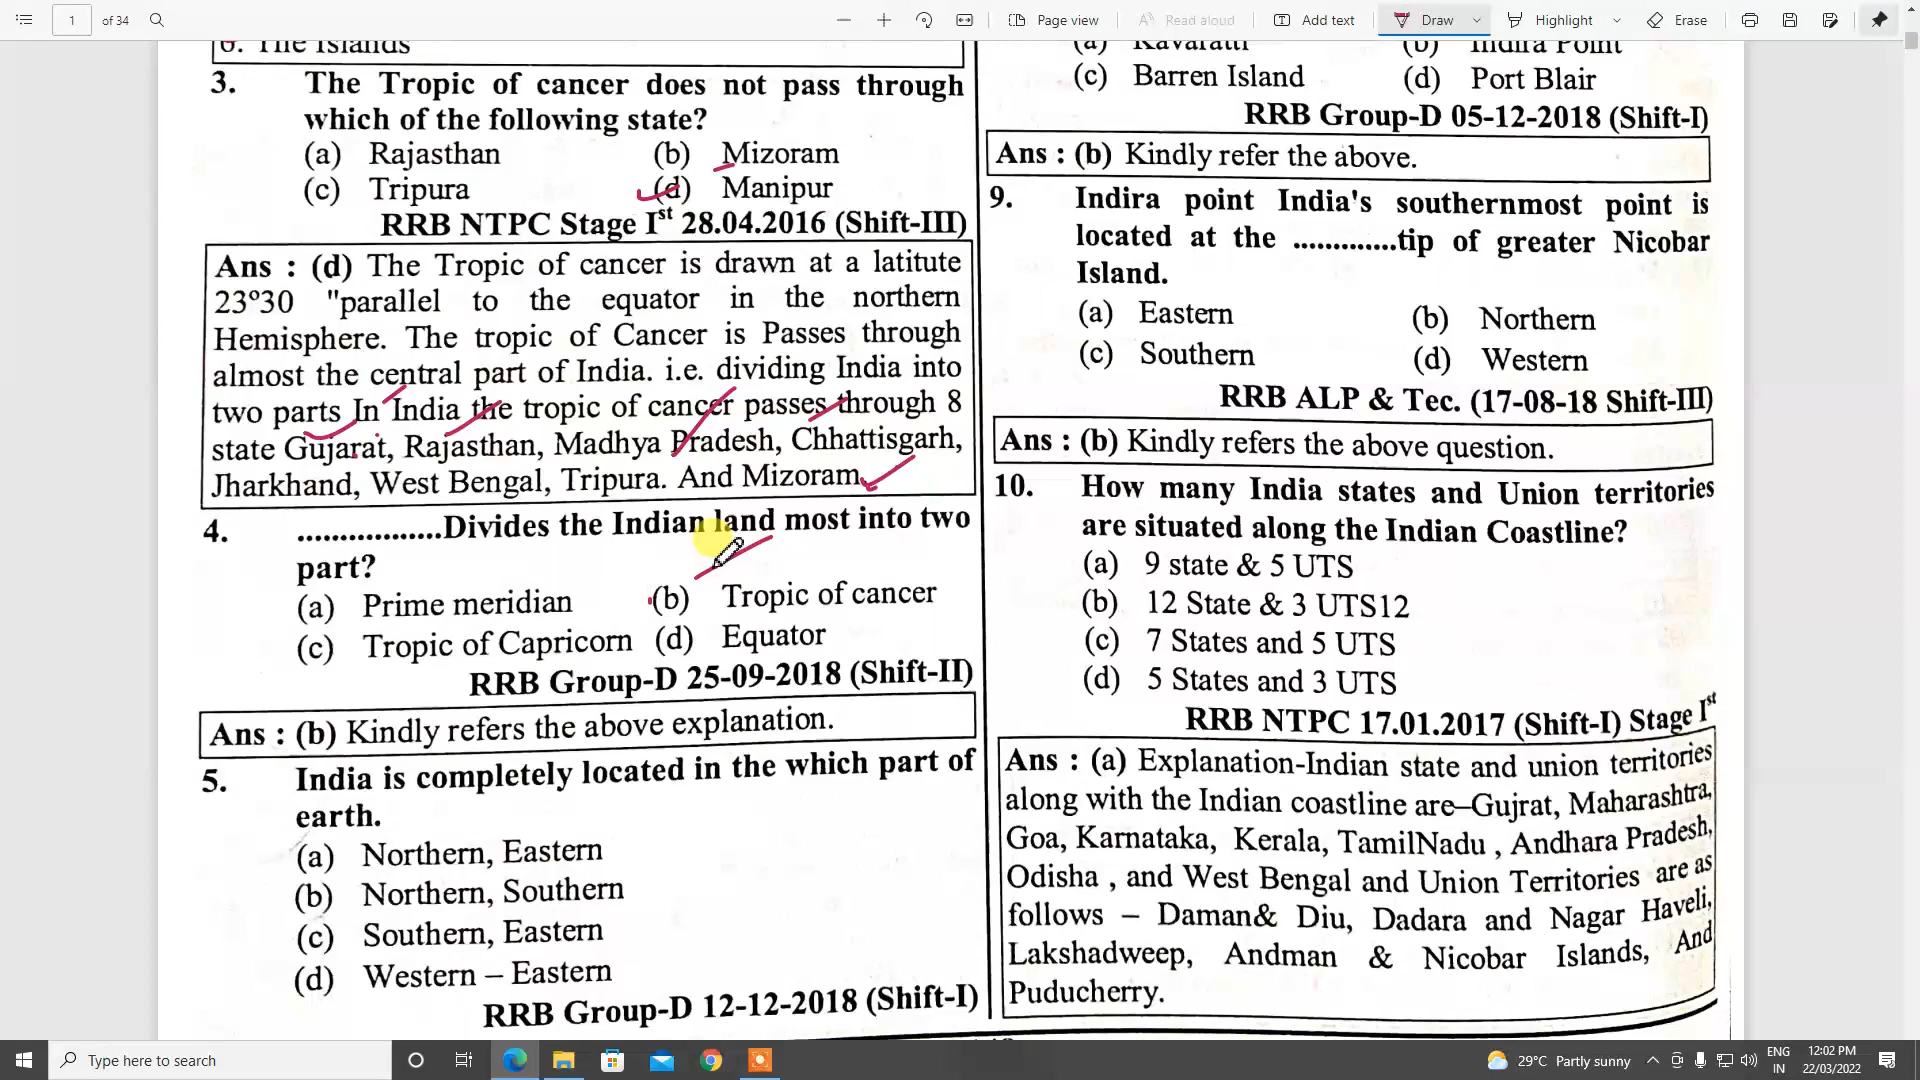 1 of 34 Page view Read aloud Add text Draw Highlight Erase
6. The Islands
3. The Tropic of cancer does not pass through
which of the following state?
(a) Rajasthan (b) Mizoram
(c) Tripura (d) Manipur
RRB NTPC Stage Ist 28.04.2016 (Shift-III)
Ans : (d) The Tropic of cancer is drawn at a latitute
23º30 "parallel to the equator in the northern
Hemisphere. The tropic of Cancer is Passes through
almost the central part of India. i.e. dividing India into
two parts In India the tropic of cancer passes through 8
state Gujarat, Rajasthan, Madhya Pradesh, Chhattisgarh,
Jharkhand, West Bengal, Tripura. And Mizoram.
4. .................Divides the Indian land most into two
part?
(a) Prime meridian (b) Tropic of cancer
(c) Tropic of Capricorn (d) Equator
RRB Group-D 25-09-2018 (Shift-II)
Ans : (b) Kindly refers the above explanation.
5. India is completely located in the which part of
earth.
(a) Northern, Eastern
(b) Northern, Southern
(c) Southern, Eastern
(d) Western – Eastern
RRB Group-D 12-12-2018 (Shift-I)
(a) Kavaratti (b) Indira Point
(c) Barren Island (d) Port Blair
RRB Group-D 05-12-2018 (Shift-I)
Ans : (b) Kindly refer the above.
9. Indira point India's southernmost point is
located at the .............tip of greater Nicobar
Island.
(a) Eastern (b) Northern
(c) Southern (d) Western
RRB ALP & Tec. (17-08-18 Shift-III)
Ans : (b) Kindly refers the above question.
10. How many India states and Union territories
are situated along the Indian Coastline?
(a) 9 state & 5 UTS
(b) 12 State & 3 UTS12
(c) 7 States and 5 UTS
(d) 5 States and 3 UTS
RRB NTPC 17.01.2017 (Shift-I) Stage Ist
Ans : (a) Explanation-Indian state and union territories
along with the Indian coastline are–Gujrat, Maharashtra,
Goa, Karnataka, Kerala, TamilNadu , Andhara Pradesh,
Odisha , and West Bengal and Union Territories are as
follows – Daman& Diu, Dadara and Nagar Haveli,
Lakshadweep, Andman & Nicobar Islands, And
Puducherry.
Type here to search
29°C Partly sunny
ENG
IN
12:02 PM
22/03/2022